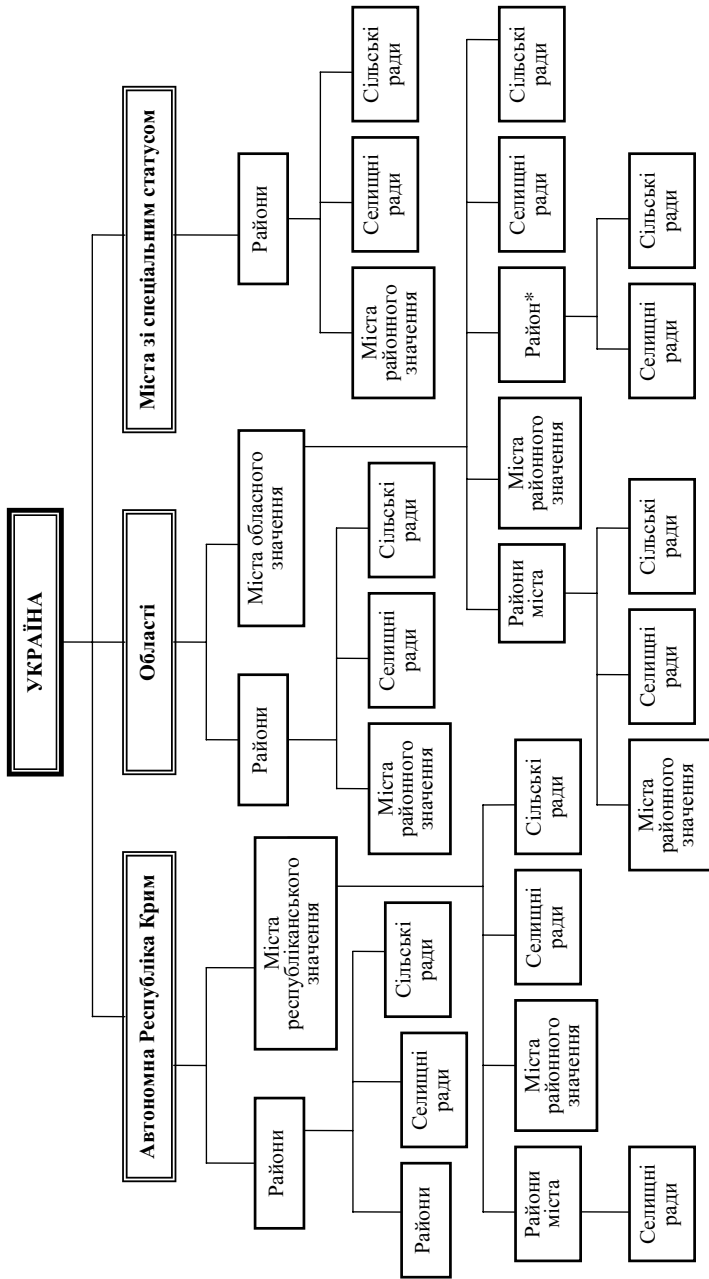 УКРАЇНА
Автономна Республіка Крим
Області
Міста зі спеціальним статусом
Райони
Міста
республіканського
значення
Райони
Міста обласного
значення
Райони
Райони
Селищні
ради
Сільські
ради
Міста
районного
значення
Селищні
ради
Сільські
ради
Міста
районного
значення
Селищні
ради
Сільські
ради
Райони
міста
Міста
районного
значення
Селищні
ради
Сільські
ради
Райони
міста
Міста
районного
значення
Район*
Селищні
ради
Сільські
ради
Селищні
ради
Міста
районного
значення
Селищні
ради
Сільські
ради
Селищні
ради
Сільські
ради